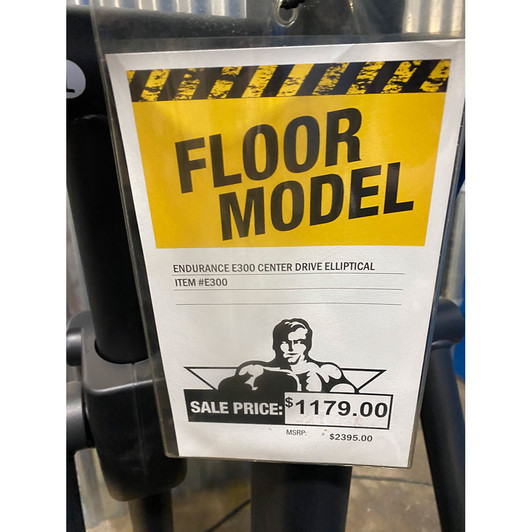 FLOOR
MODEL
ENDURANCE E300 CENTER DRIVE ELLIPTICAL
ITEM #E300
SALE PRICE: $1179.00
MSRP: $2395.00